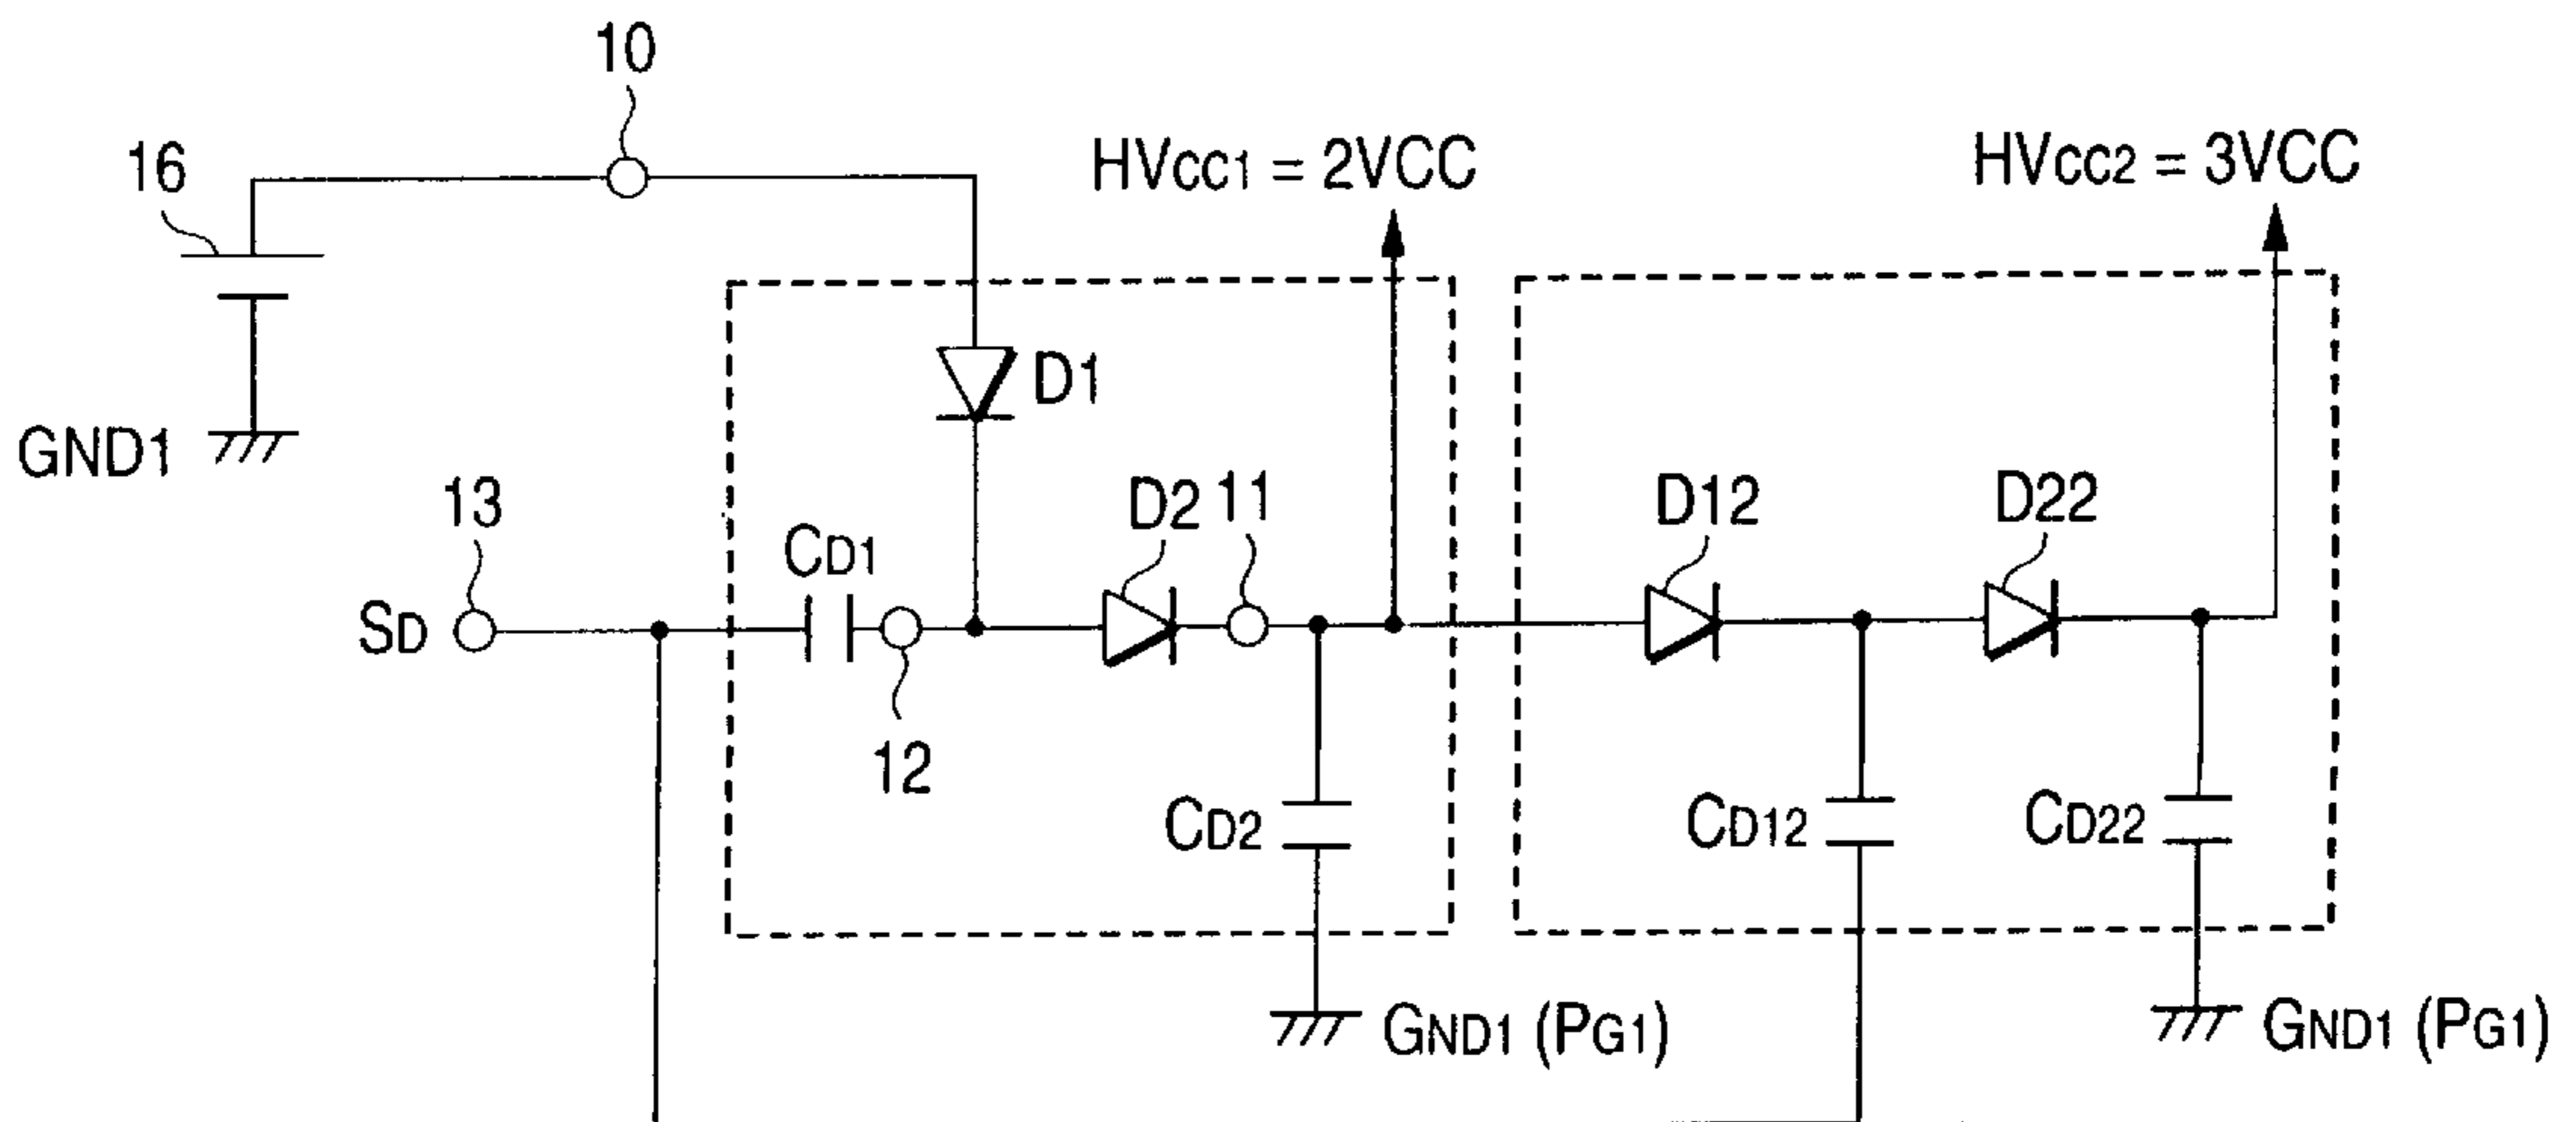 10
16
HVCC1 = 2VCC
HVCC2 = 3VCC
D1
GND1
13
CD1
D2
11
D12
D22
SD
12
CD2
CD12
CD22
GND1 (PG1)
GND1 (PG1)